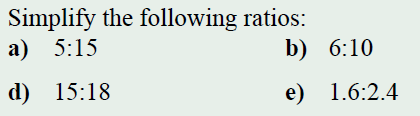 Simplify the following ratios:
a) 5:15 b) 6:10
d) 15:18 e) 1.6:2.4